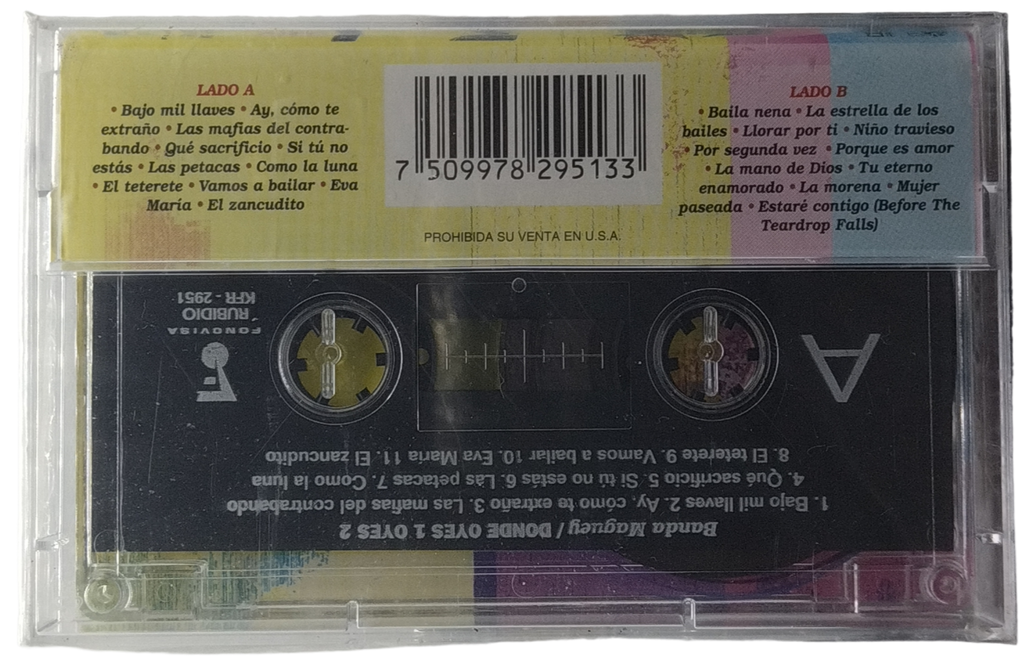 LADO A
• Bajo mil llaves • Ay, cómo te
extraño • Las mafias del contra-
bando • Qué sacrificio • Si tú no
estás • Las petacas • Como la luna
• El teterete • Vamos a bailar • Eva
María • El zancudito
7 509978 295133
PROHIBIDA SU VENTA EN U.S.A.
LADO B
• Baila nena • La estrella de los
bailes • Llorar por ti • Niño travieso
• Por segunda vez • Porque es amor
• La mano de Dios • Tu eterno
enamorado • La morena • Mujer
paseada • Estaré contigo (Before The
Teardrop Falls)
Banda Maguey / DONDE OYES 1 OYES 2
1. Bajo mil llaves 2. Ay, cómo te extraño 3. Las mafias del contrabando
4. Qué sacrificio 5. Si tú no estás 6. Las petacas 7. Como la luna
8. El teterete 9. Vamos a bailar 10. Eva María 11. El zancudito
A
FONOVISA
RUBIDIO
KFR - 2951